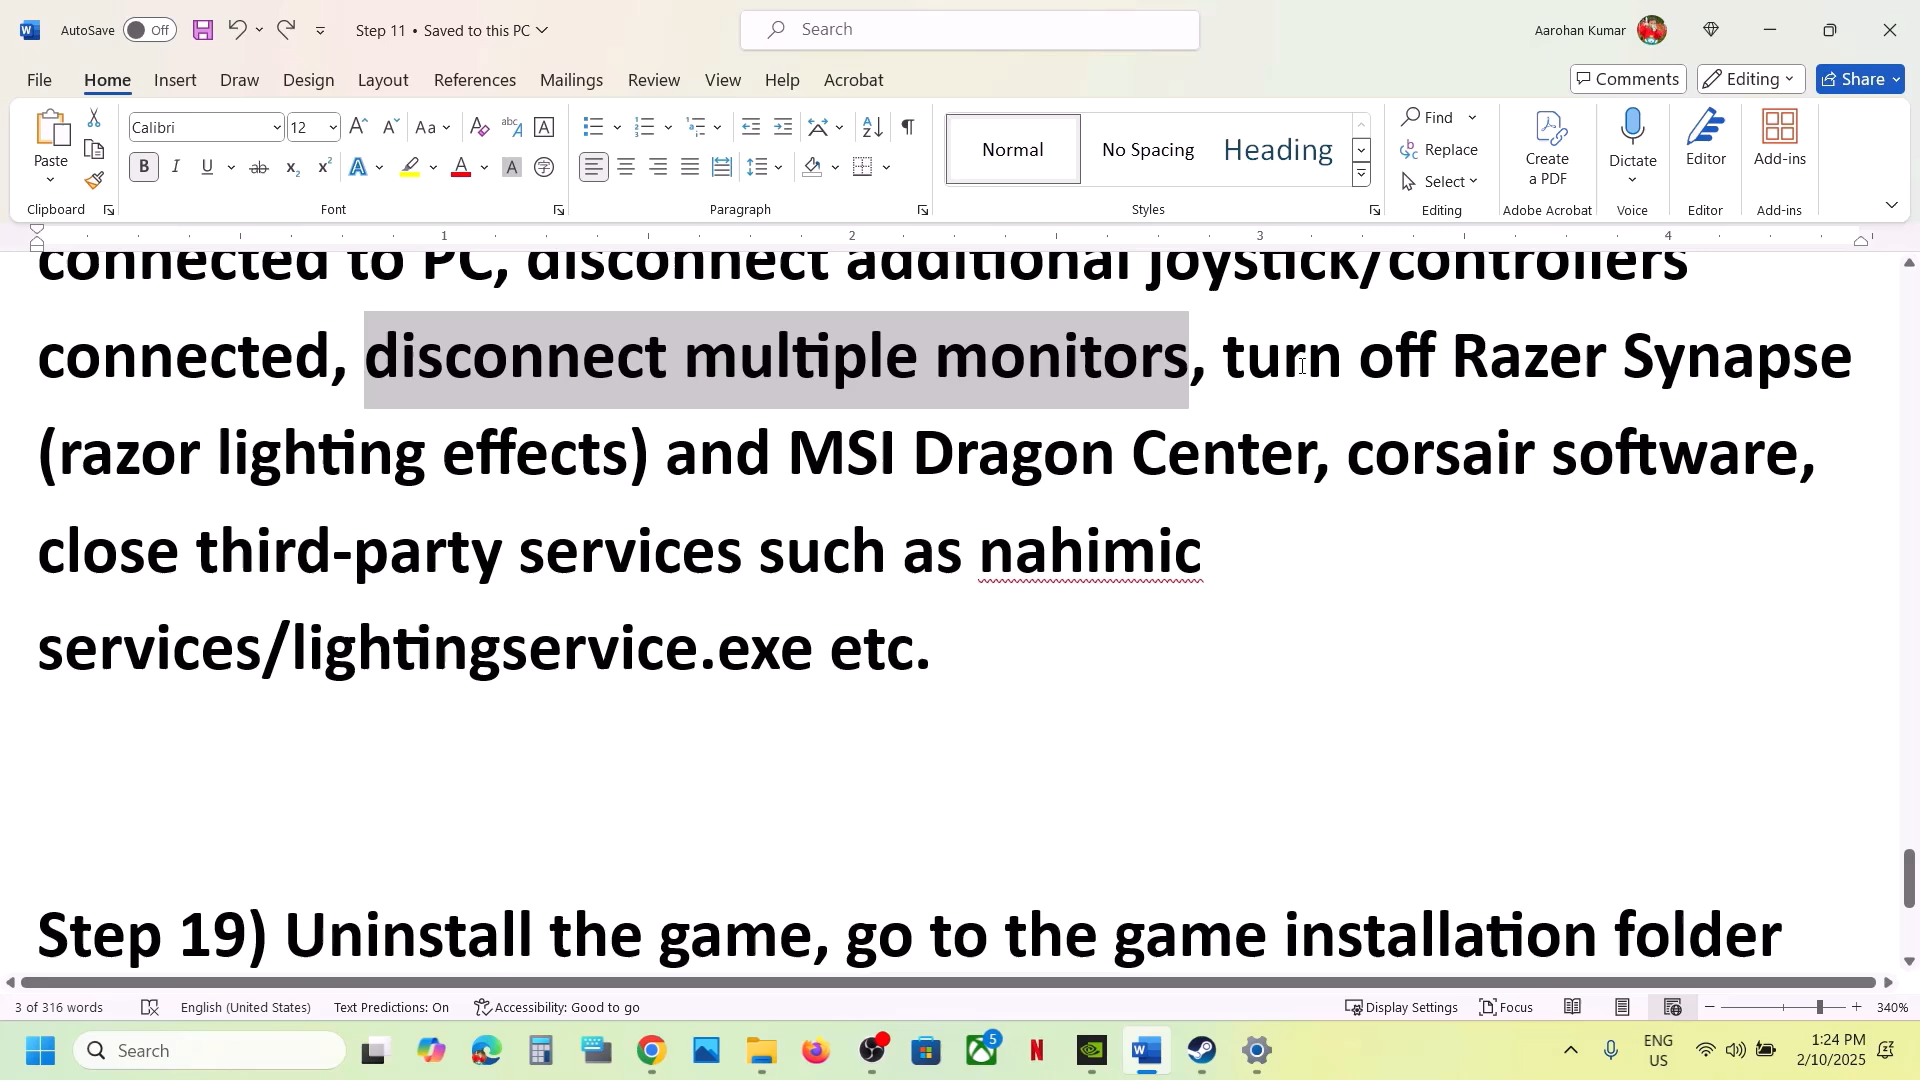 AutoSave Off Step 11 • Saved to this PC Search Aarohan Kumar
File Home Insert Draw Design Layout References Mailings Review View Help Acrobat Comments Editing Share
Paste Calibri 12 Aa Normal No Spacing Heading Find Replace Select Create a PDF Dictate Editor Add-ins
Clipboard Font Paragraph Styles Editing Adobe Acrobat Voice Editor Add-ins
1 2 3 4
connected to PC, disconnect additional joystick/controllers
connected, disconnect multiple monitors, turn off Razer Synapse
(razor lighting effects) and MSI Dragon Center, corsair software,
close third-party services such as nahimic
services/lightingservice.exe etc.
Step 19) Uninstall the game, go to the game installation folder
3 of 316 words English (United States) Text Predictions: On Accessibility: Good to go Display Settings Focus 340%
Search 5 ENG US 1:24 PM 2/10/2025